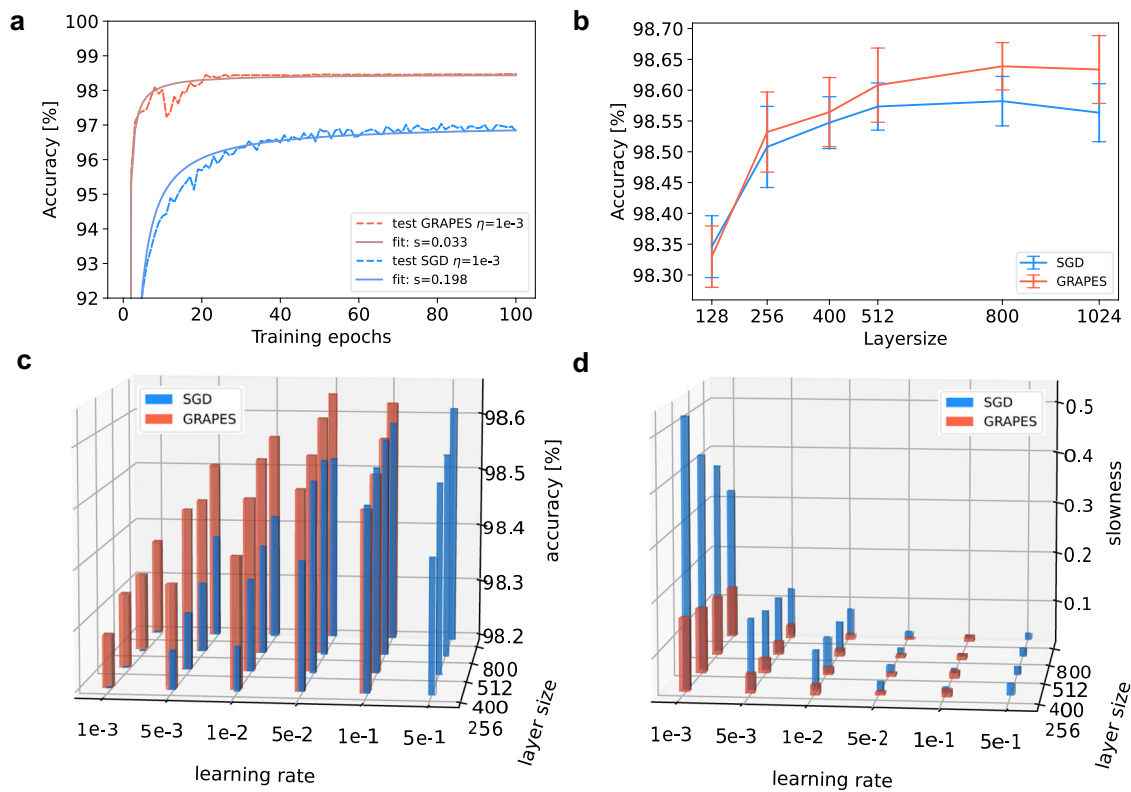 a
100
99
98
97
96
95
94
93
92
Accuracy [%]
0 20 40 60 80 100
Training epochs
test GRAPES η=1e-3
fit: s=0.033
test SGD η=1e-3
fit: s=0.198
b
98.70
98.65
98.60
98.55
98.50
98.45
98.40
98.35
98.30
Accuracy [%]
128 256 400 512 800 1024
Layersize
SGD
GRAPES
c
SGD
GRAPES
98.6
98.5
98.4
98.3
98.2
accuracy [%]
800
512
400
256
layer size
1e-3 5e-3 1e-2 5e-2 1e-1 5e-1
learning rate
d
SGD
GRAPES
0.5
0.4
0.3
0.2
0.1
slowness
800
512
400
256
layer size
1e-3 5e-3 1e-2 5e-2 1e-1 5e-1
learning rate